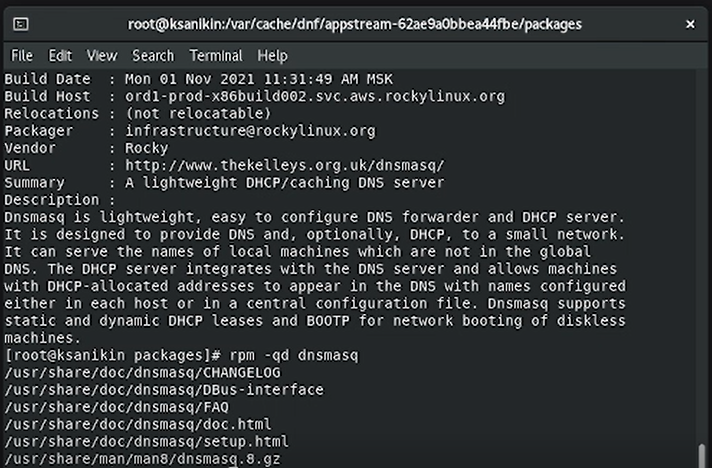 root@ksanikin:/var/cache/dnf/appstream-62ae9a0bbea44fbe/packages
File Edit View Search Terminal Help
Build Date  : Mon 01 Nov 2021 11:31:49 AM MSK
Build Host  : ord1-prod-x86build002.svc.aws.rockylinux.org
Relocations : (not relocatable)
Packager    : infrastructure@rockylinux.org
Vendor      : Rocky
URL         : http://www.thekelleys.org.uk/dnsmasq/
Summary     : A lightweight DHCP/caching DNS server
Description :
Dnsmasq is lightweight, easy to configure DNS forwarder and DHCP server.
It is designed to provide DNS and, optionally, DHCP, to a small network.
It can serve the names of local machines which are not in the global
DNS. The DHCP server integrates with the DNS server and allows machines
with DHCP-allocated addresses to appear in the DNS with names configured
either in each host or in a central configuration file. Dnsmasq supports
static and dynamic DHCP leases and BOOTP for network booting of diskless
machines.
[root@ksanikin packages]# rpm -qd dnsmasq
/usr/share/doc/dnsmasq/CHANGELOG
/usr/share/doc/dnsmasq/DBus-interface
/usr/share/doc/dnsmasq/FAQ
/usr/share/doc/dnsmasq/doc.html
/usr/share/doc/dnsmasq/setup.html
/usr/share/man/man8/dnsmasq.8.gz